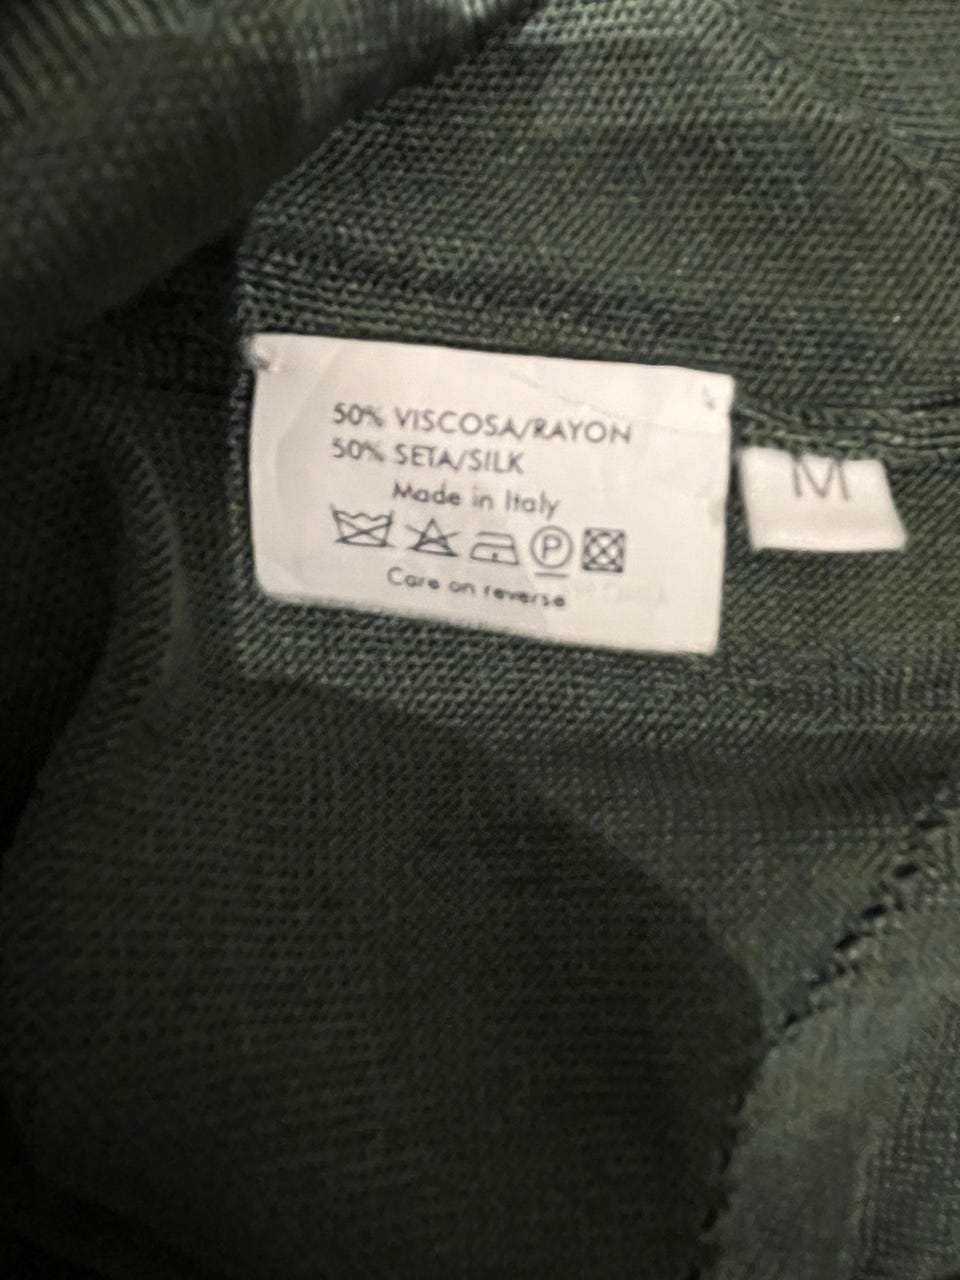 50% VISCOSA/RAYON
50% SETA/SILK
Made in Italy
P
Care on reverse
M